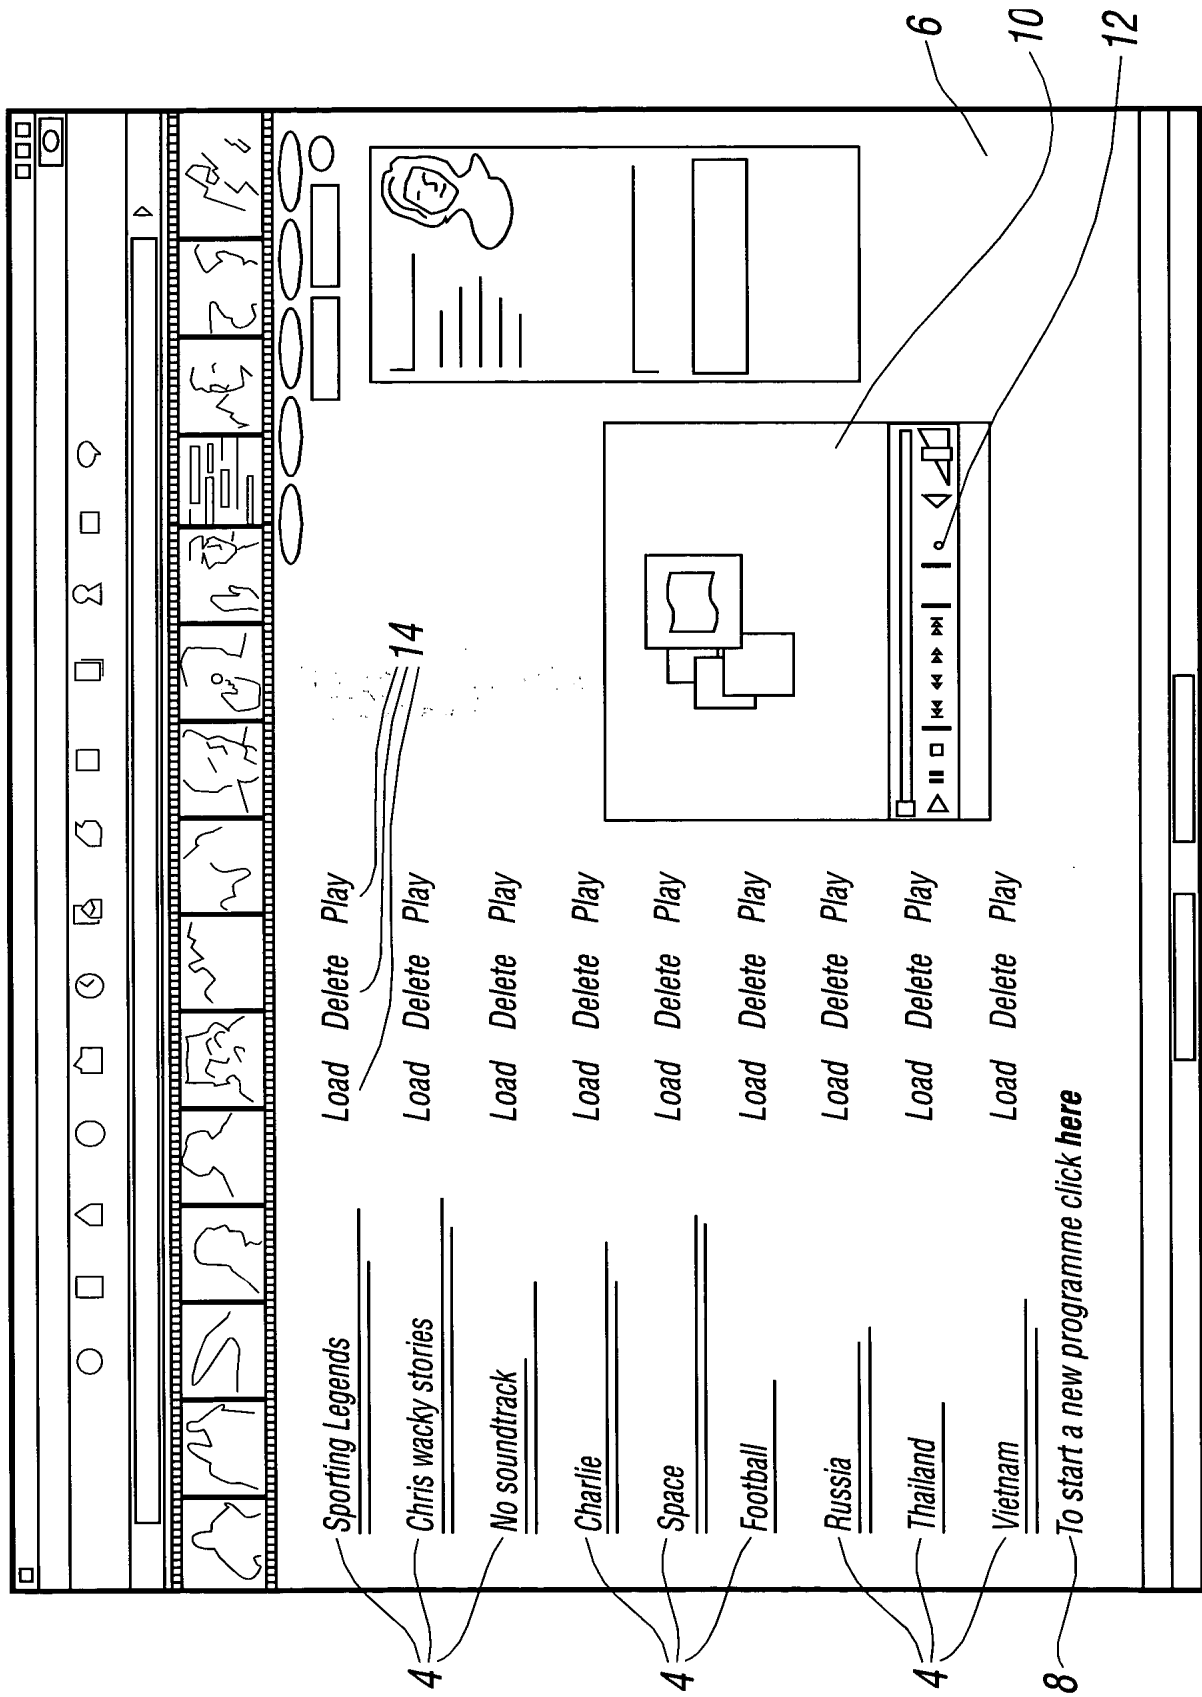 Sporting Legends Load Delete Play
14
Chris wacky stories Load Delete Play
4
No soundtrack Load Delete Play
Charlie Load Delete Play
4
Space Load Delete Play
Football Load Delete Play
Russia Load Delete Play
4
Thailand Load Delete Play
6
Vietnam Load Delete Play
10
To start a new programme click here
8
12